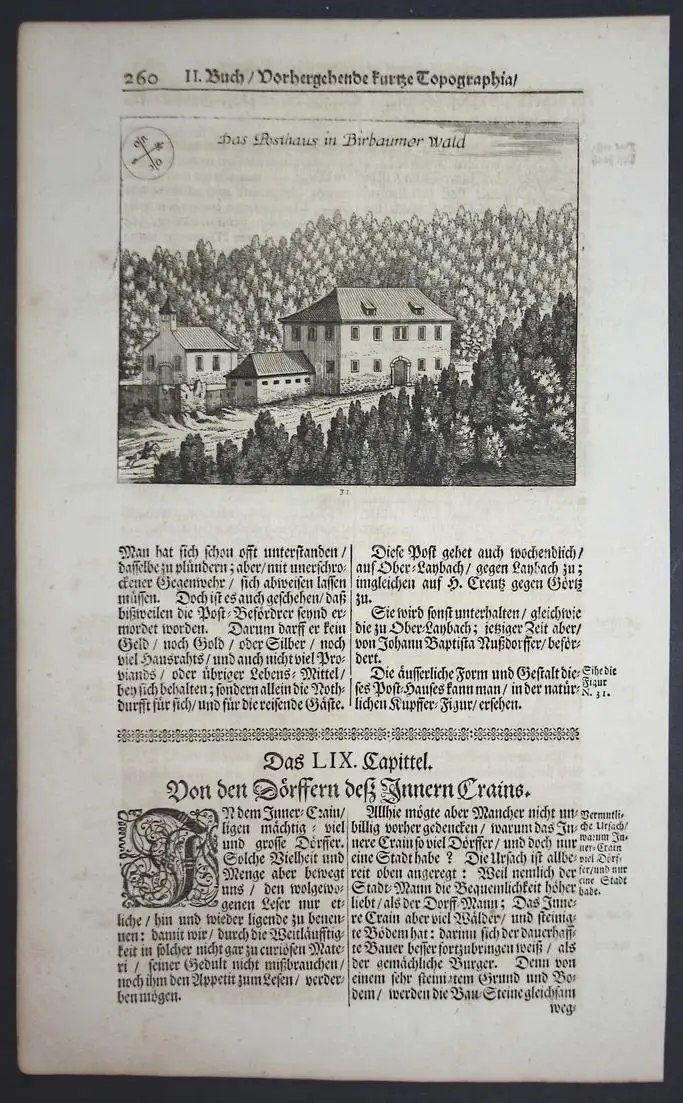 260 II. Buch / Vorhergehende kurtze Topographia /
Das Posthaus in Birbaumer Wald
31.
Man hat sich schon offt unterstanden /
dasselbe zu plündern; aber / mit unerschro-
ckener Gegenwehr / sich abweisen lassen
müssen. Doch ist es auch geschehen / daß
bißweilen die Post-Befördrer seynd er-
mordet worden. Darum darff er kein
Geld / noch Gold / oder Silber / noch
viel Hausrahts / und auch nicht viel Pro-
viands / oder übriger Lebens-Mittel /
bey sich behalten; sondern allein die Noth-
durfft für sich / und für die reisende Gäste.
Diese Post gehet auch wochendlich /
auf Ober-Laybach / gegen Laybach zu;
imgleichen auf H. Creutz gegen Görtz
zu.
Sie wird sonst unterhalten / gleichwie
die zu Ober-Laybach; jetziger Zeit aber /
von Johann Baptista Nußdorffer / beför-
dert.
Die äusserliche Form und Gestalt die-
ses Post-Hauses kann man / in der natür-
lichen Kupffer-Figur / ersehen.
Sihe die
Figur
N. 31.
Das LIX. Capittel.
Von den Dörffern deß Innern Crains.
IN dem Inner-Crain /
ligen mächtig-viel
und grosse Dörffer.
Solche Vielheit und
Menge aber bewegt
uns / den wolgewo-
genen Leser nur et-
liche / hin und wieder ligende zu benen-
nen: damit wir / durch die Weitläufftig-
keit in solcher nicht gar zu curiosen Mate-
ri / seiner Gedult nicht mißbrauchen /
noch ihm den Appetit zum Lesen / verder-
ben mögen.
Allhie mögte aber Mancher nicht un-
billig vorher gedencken / warum das In-
nere Crain so viel Dörffer / und doch nur
eine Stadt habe? Die Ursach ist allbe-
reit oben angeregt: Weil nemlich der
Stadt-Mann die Bequemlichkeit höher
liebt / als der Dorff-Mann; Das Inne-
re Crain aber viel Wälder / und steinig-
te Bödem hat: darinn sich der dauerhaff-
te Bauer besser fortzubringen weiß / als
der gemächliche Burger. Denn von
einem sehr steinigtem Grund und Bo-
dem / werden die Bau-Steine gleichsam
weg-
Vermutli-
che Ursach /
warum In-
ner-Crain
viel Dörf-
fer / und nur
eine Stadt
habe.